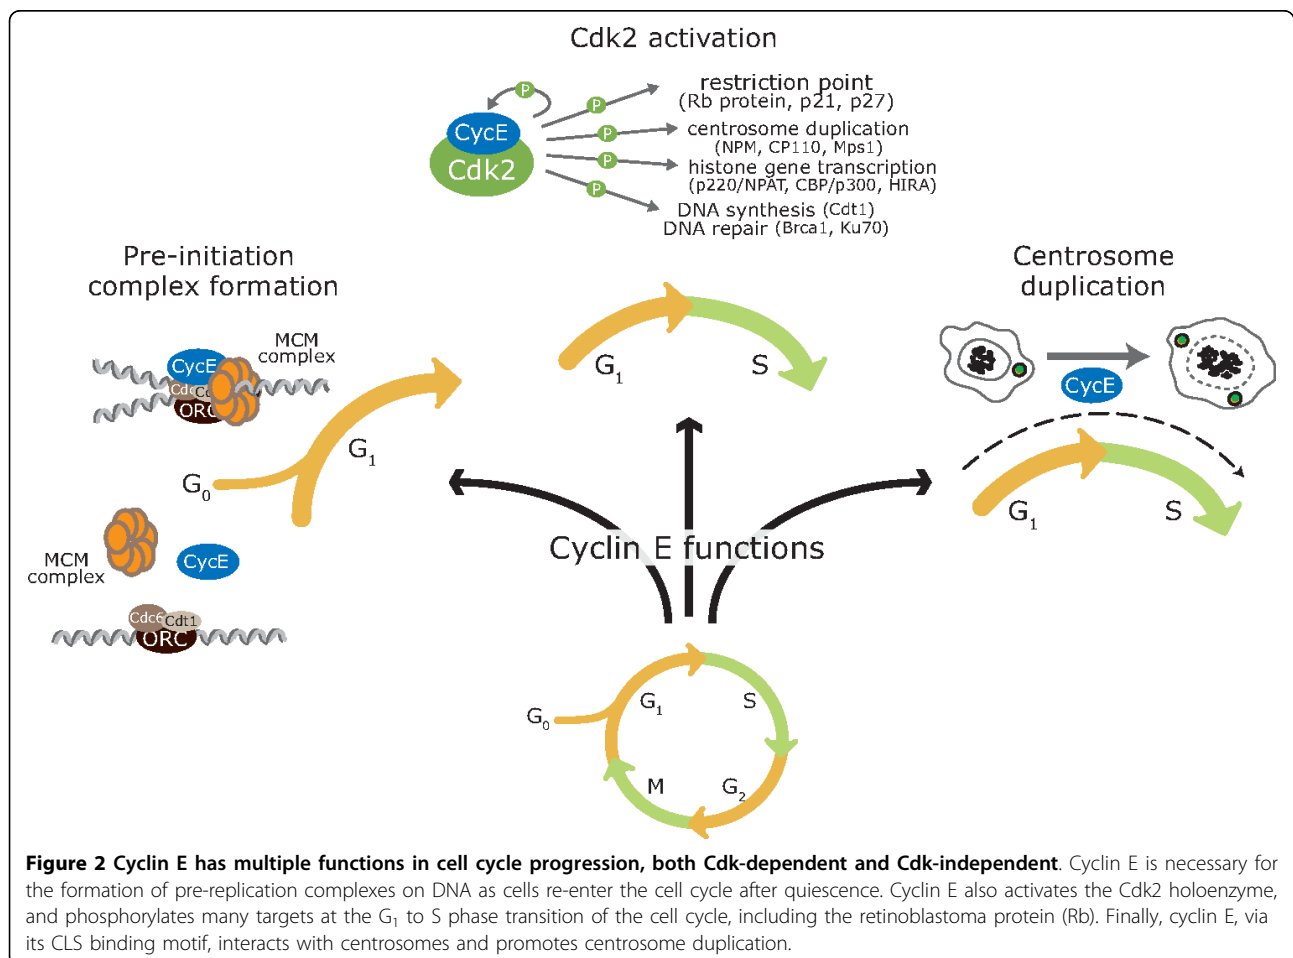 Cdk2 activation
P
CycE
Cdk2
P
P
P
P
restriction point
(Rb protein, p21, p27)
centrosome duplication
(NPM, CP110, Mps1)
histone gene transcription
(p220/NPAT, CBP/p300, HIRA)
DNA synthesis (Cdt1)
DNA repair (Brca1, Ku70)
Pre-initiation
complex formation
MCM
complex
CycE
ORC
G1
G0
MCM
complex
CycE
Cdc6
Cdt1
ORC
G1
S
Centrosome
duplication
CycE
G1
S
Cyclin E functions
G0
G1
S
M
G2
Figure 2 Cyclin E has multiple functions in cell cycle progression, both Cdk-dependent and Cdk-independent. Cyclin E is necessary for
the formation of pre-replication complexes on DNA as cells re-enter the cell cycle after quiescence. Cyclin E also activates the Cdk2 holoenzyme,
and phosphorylates many targets at the G1 to S phase transition of the cell cycle, including the retinoblastoma protein (Rb). Finally, cyclin E, via
its CLS binding motif, interacts with centrosomes and promotes centrosome duplication.